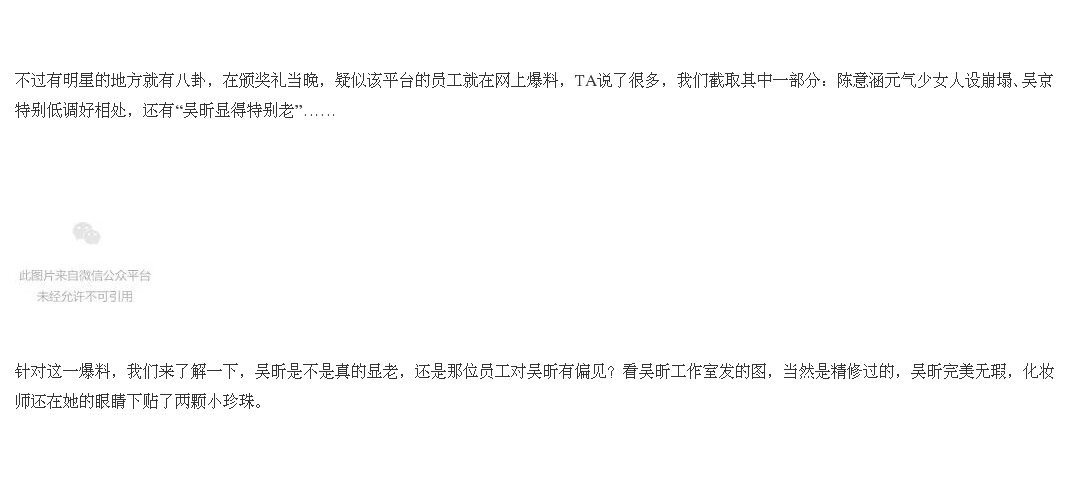 不过有明星的地方就有八卦，在颁奖礼当晚，疑似该平台的员工就在网上爆料，TA说了很多，我们截取其中一部分：陈意涵元气少女人设崩塌、吴京
特别低调好相处，还有“吴昕显得特别老”……
此图片来自微信公众平台
未经允许不可引用
针对这一爆料，我们来了解一下，吴昕是不是真的显老，还是那位员工对吴昕有偏见？看吴昕工作室发的图，当然是精修过的，吴昕完美无瑕，化妆
师还在她的眼睛下贴了两颗小珍珠。